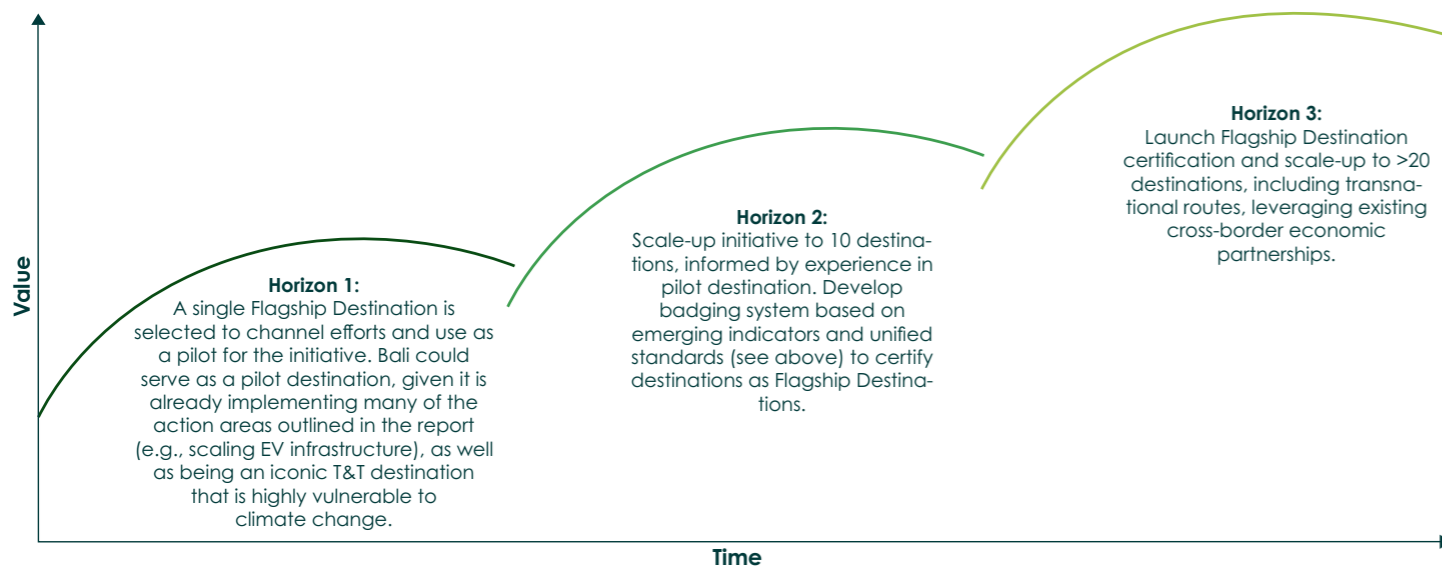 Value
Horizon 1:
A single Flagship Destination is
selected to channel efforts and use as
a pilot for the initiative. Bali could
serve as a pilot destination, given it is
already implementing many of the
action areas outlined in the report
(e.g., scaling EV infrastructure), as well
as being an iconic T&T destination
that is highly vulnerable to
climate change.
Horizon 2:
Scale-up initiative to 10 destina-
tions, informed by experience in
pilot destination. Develop
badging system based on
emerging indicators and unified
standards (see above) to certify
destinations as Flagship Destina-
tions.
Horizon 3:
Launch Flagship Destination
certification and scale-up to >20
destinations, including transna-
tional routes, leveraging existing
cross-border economic
partnerships.
Time